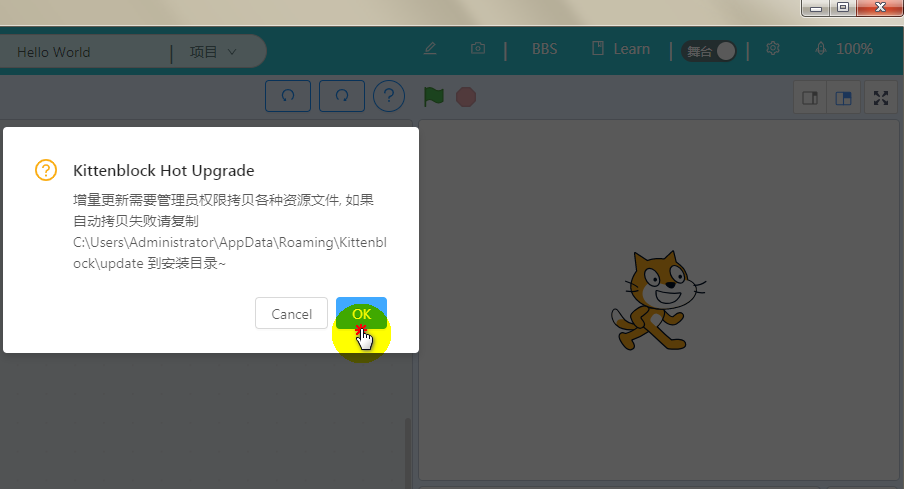 Hello World
项目
BBS
Learn
舞台
100%
Kittenblock Hot Upgrade
增量更新需要管理员权限拷贝各种资源文件, 如果
自动拷贝失败请复制
C:\Users\Administrator\AppData\Roaming\Kittenbl
ock\update 到安装目录~
Cancel
OK